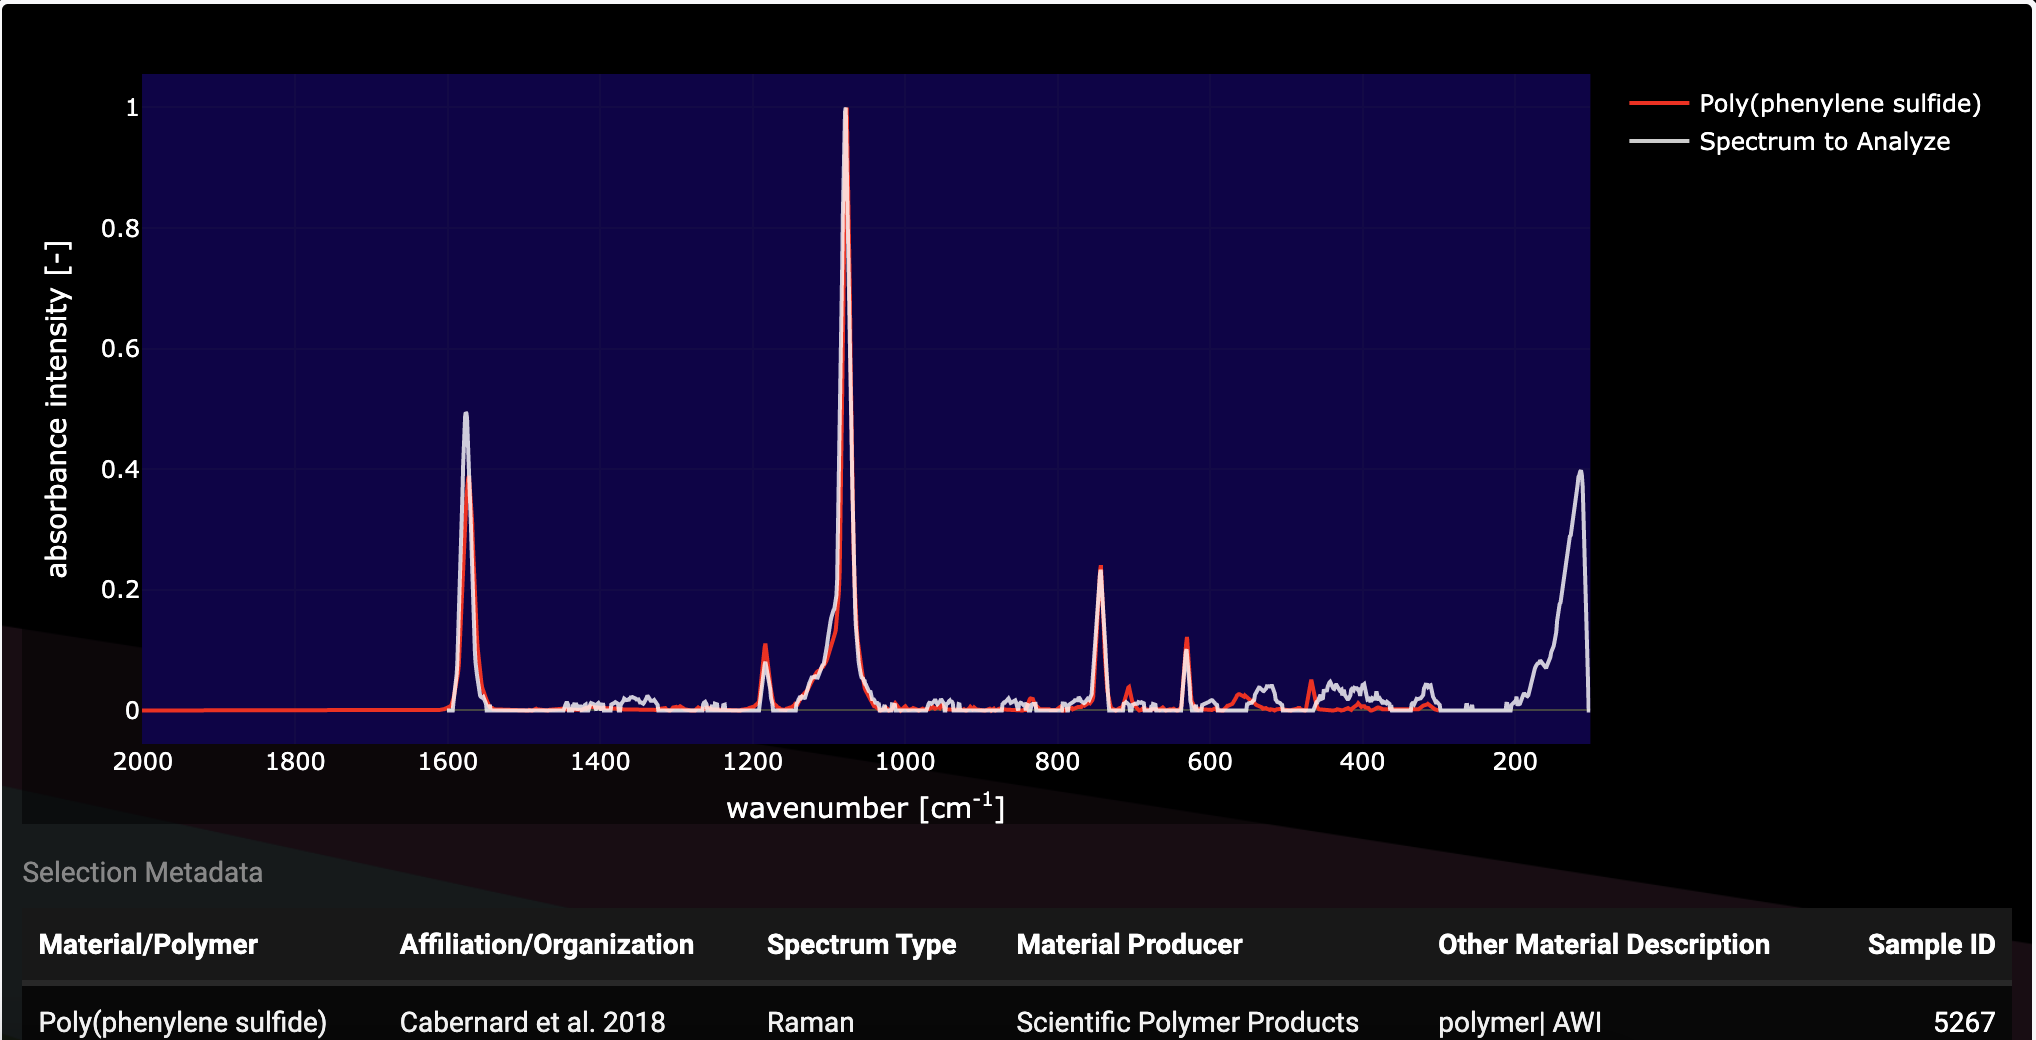 Poly(phenylene sulfide)
Spectrum to Analyze
absorbance intensity [-]
1
0.8
0.6
0.4
0.2
0
2000 1800 1600 1400 1200 1000 800 600 400 200
wavenumber [cm⁻¹]
Selection Metadata
Material/Polymer Affiliation/Organization Spectrum Type Material Producer Other Material Description Sample ID
Poly(phenylene sulfide) Cabernard et al. 2018 Raman Scientific Polymer Products polymer| AWI 5267